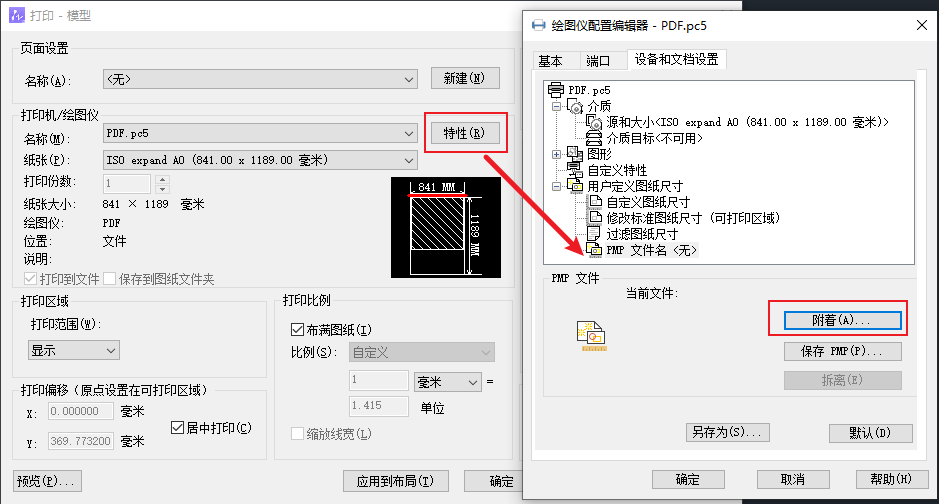 打印 - 模型
页面设置
名称(A):
<无>
新建(N)
打印机/绘图仪
名称(M):
PDF.pc5
特性(R)
纸张(P):
ISO expand A0 (841.00 x 1189.00 毫米)
打印份数:
1
纸张大小:
841 × 1189 毫米
绘图仪:
PDF
位置:
文件
说明:
打印到文件
保存到图纸文件夹
841 MM
1189 MM
打印区域
打印范围(W):
显示
打印比例
布满图纸(I)
比例(S):
自定义
1
毫米
=
1.415
单位
缩放线宽(L)
打印偏移(原点设置在可打印区域)
X:
0.000000
毫米
Y:
369.773200
毫米
居中打印(C)
预览(P)...
应用到布局(T)
确定
绘图仪配置编辑器 - PDF.pc5
基本
端口
设备和文档设置
PDF.pc5
介质
源和大小<ISO expand A0 (841.00 x 1189.00 毫米)>
介质目标<不可用>
图形
自定义特性
用户定义图纸尺寸
自定义图纸尺寸
修改标准图纸尺寸(可打印区域)
过滤图纸尺寸
PMP 文件名 <无>
PMP 文件
当前文件:
附着(A)...
保存 PMP(P)...
拆离(E)
另存为(S)...
默认(D)
确定
取消
帮助(H)